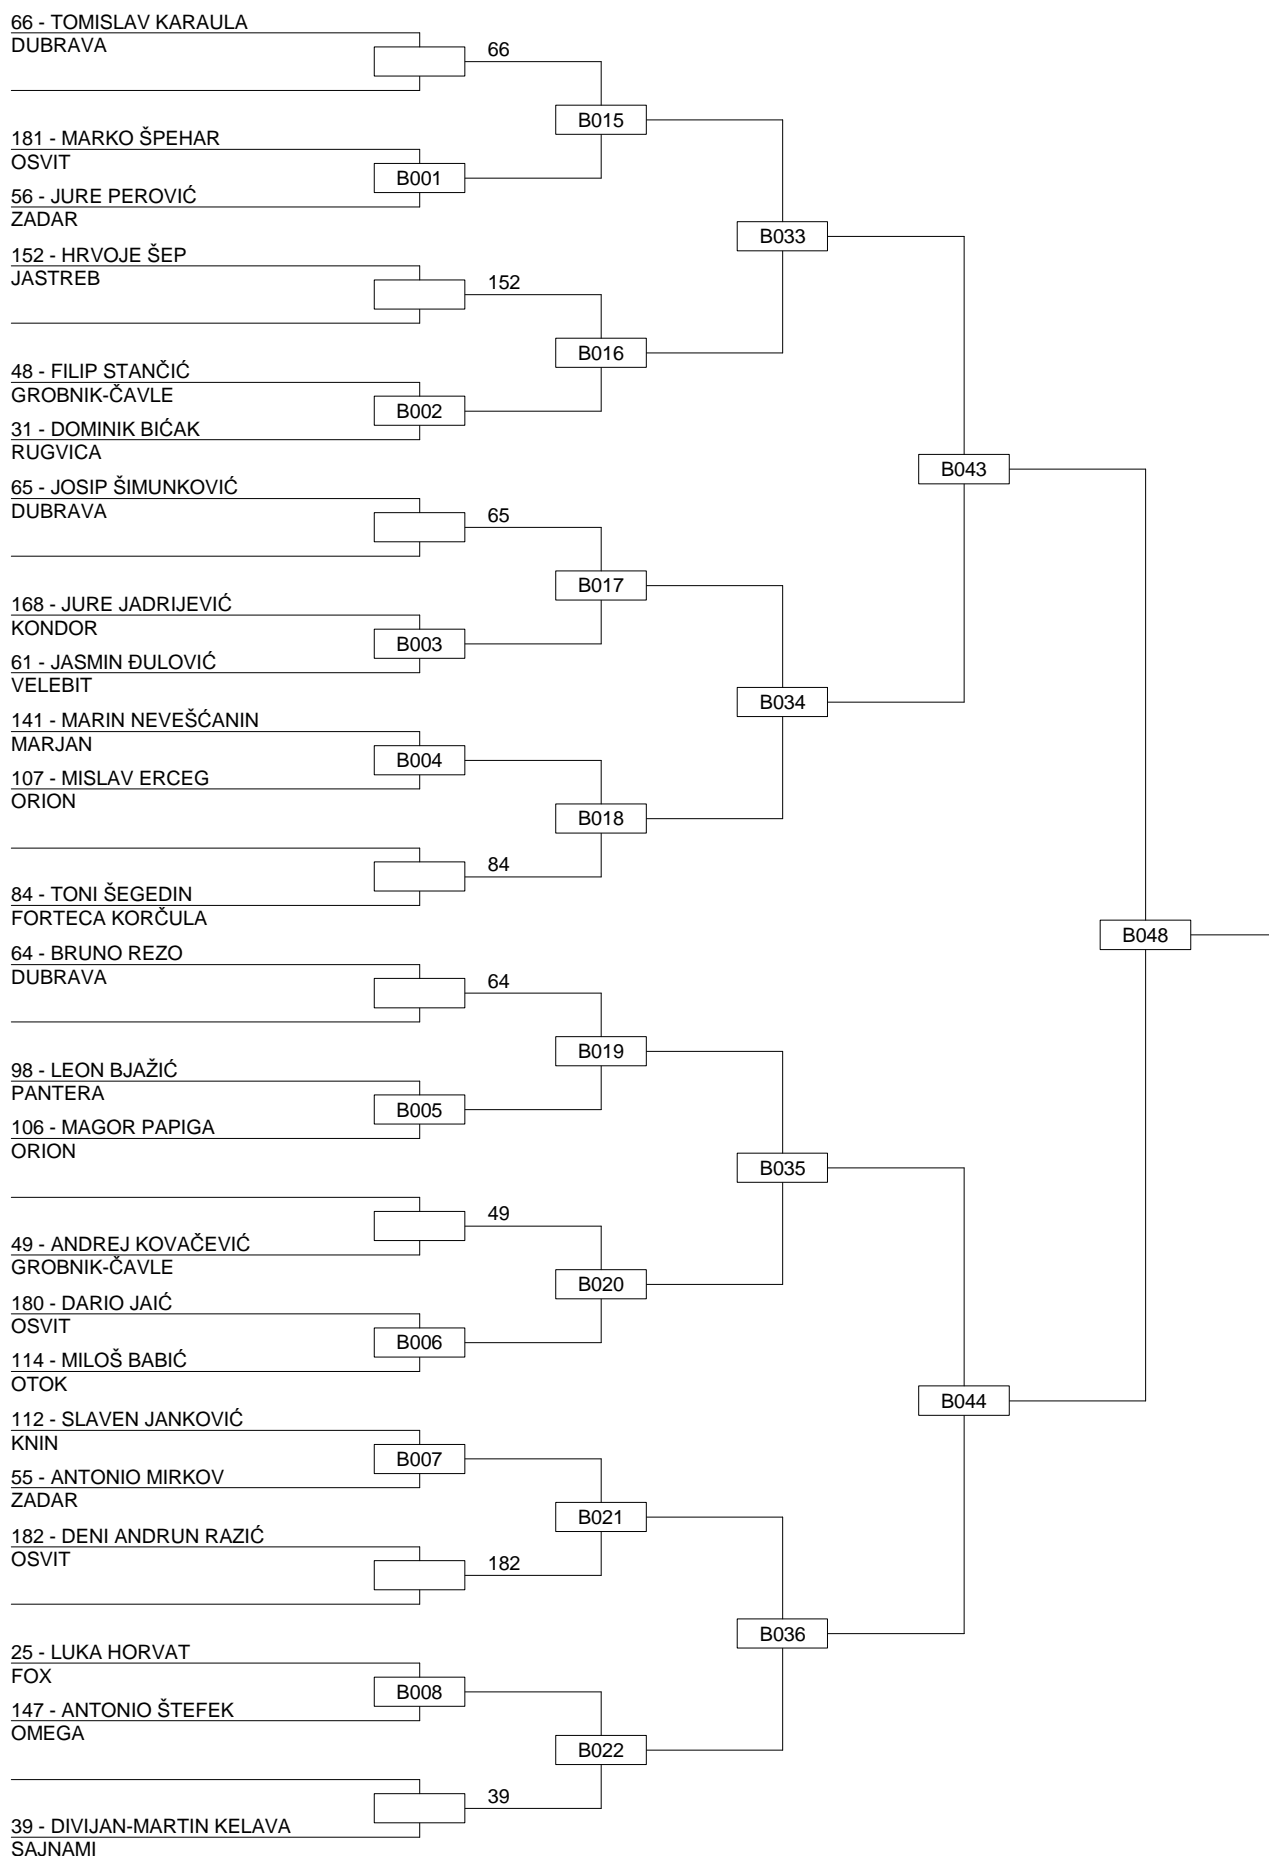 66 - TOMISLAV KARAULA
DUBRAVA
66
B015
181 - MARKO ŠPEHAR
OSVIT
B001
56 - JURE PEROVIĆ
ZADAR
B033
152 - HRVOJE ŠEP
JASTREB
152
B016
48 - FILIP STANČIĆ
GROBNIK-ČAVLE
B002
31 - DOMINIK BIĆAK
RUGVICA
B043
65 - JOSIP ŠIMUNKOVIĆ
DUBRAVA
65
B017
168 - JURE JADRIJEVIĆ
KONDOR
B003
61 - JASMIN ĐULOVIĆ
VELEBIT
B034
141 - MARIN NEVEŠĆANIN
MARJAN
B004
107 - MISLAV ERCEG
ORION
B018
84
84 - TONI ŠEGEDIN
FORTECA KORČULA
B048
64 - BRUNO REZO
DUBRAVA
64
B019
98 - LEON BJAŽIĆ
PANTERA
B005
106 - MAGOR PAPIGA
ORION
B035
49
49 - ANDREJ KOVAČEVIĆ
GROBNIK-ČAVLE
B020
180 - DARIO JAIĆ
OSVIT
B006
114 - MILOŠ BABIĆ
OTOK
B044
112 - SLAVEN JANKOVIĆ
KNIN
B007
55 - ANTONIO MIRKOV
ZADAR
B021
182 - DENI ANDRUN RAZIĆ
OSVIT
182
B036
25 - LUKA HORVAT
FOX
B008
147 - ANTONIO ŠTEFEK
OMEGA
B022
39
39 - DIVIJAN-MARTIN KELAVA
SAJNAMI